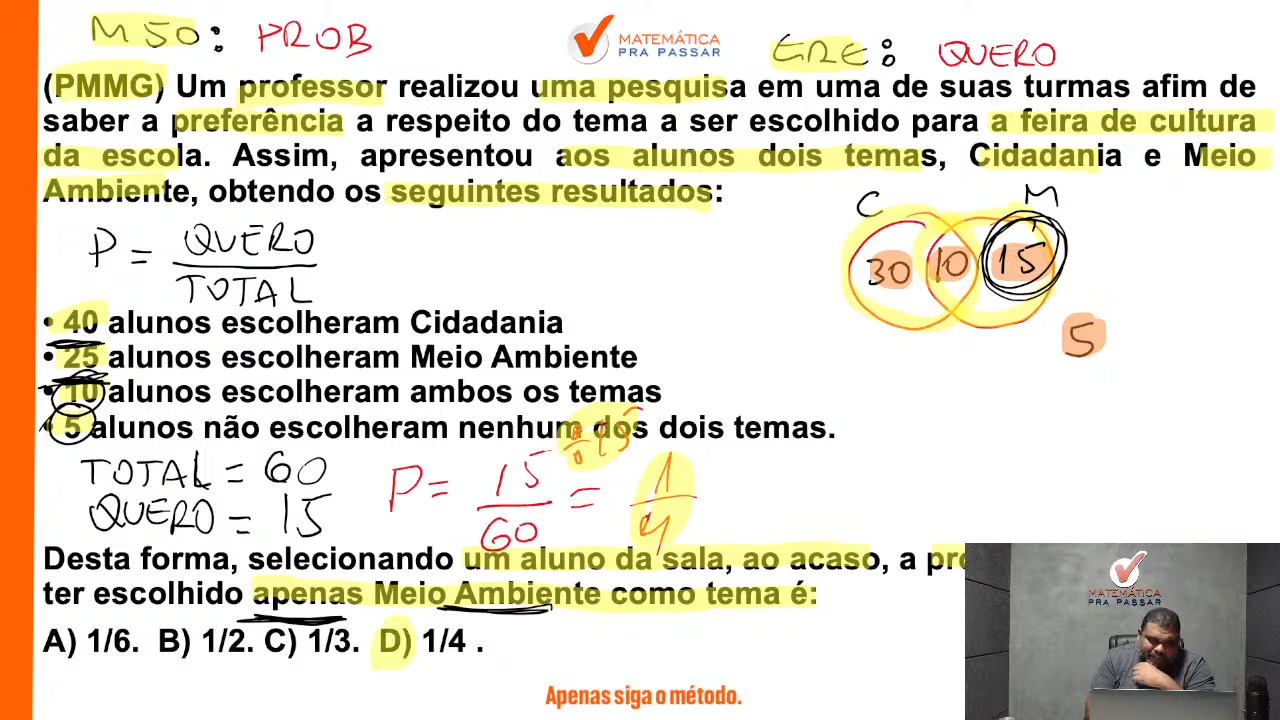 M50: PROB
MATEMÁTICA
PRA PASSAR
GRE: QUERO
(PMMG) Um professor realizou uma pesquisa em uma de suas turmas afim de
saber a preferência a respeito do tema a ser escolhido para a feira de cultura
da escola. Assim, apresentou aos alunos dois temas, Cidadania e Meio
Ambiente, obtendo os seguintes resultados:
C M
30 10 15
5
P = QUERO
TOTAL
• 40 alunos escolheram Cidadania
• 25 alunos escolheram Meio Ambiente
• 10 alunos escolheram ambos os temas
• 5 alunos não escolheram nenhum dos dois temas.
÷15
TOTAL = 60
QUERO = 15
P = 15/60 = 1/4
Desta forma, selecionando um aluno da sala, ao acaso, a
ter escolhido apenas Meio Ambiente como tema é:
A) 1/6. B) 1/2. C) 1/3. D) 1/4 .
MATEMÁTICA
PRA PASSAR
Apenas siga o método.